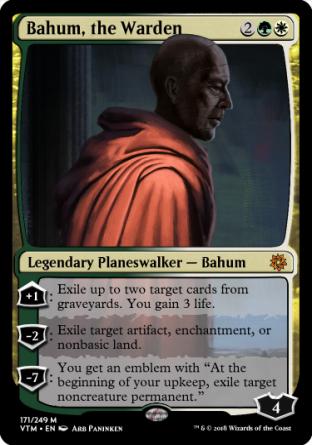 Bahum, the Warden 2
Legendary Planeswalker — Bahum
+1 : Exile up to two target cards from
graveyards. You gain 3 life.
-2 : Exile target artifact, enchantment, or
nonbasic land.
-7 : You get an emblem with “At the
beginning of your upkeep, exile target
noncreature permanent.”
4
171/249 M
VTM • EN Arb Paninken
™ & © 2018 Wizards of the Coast